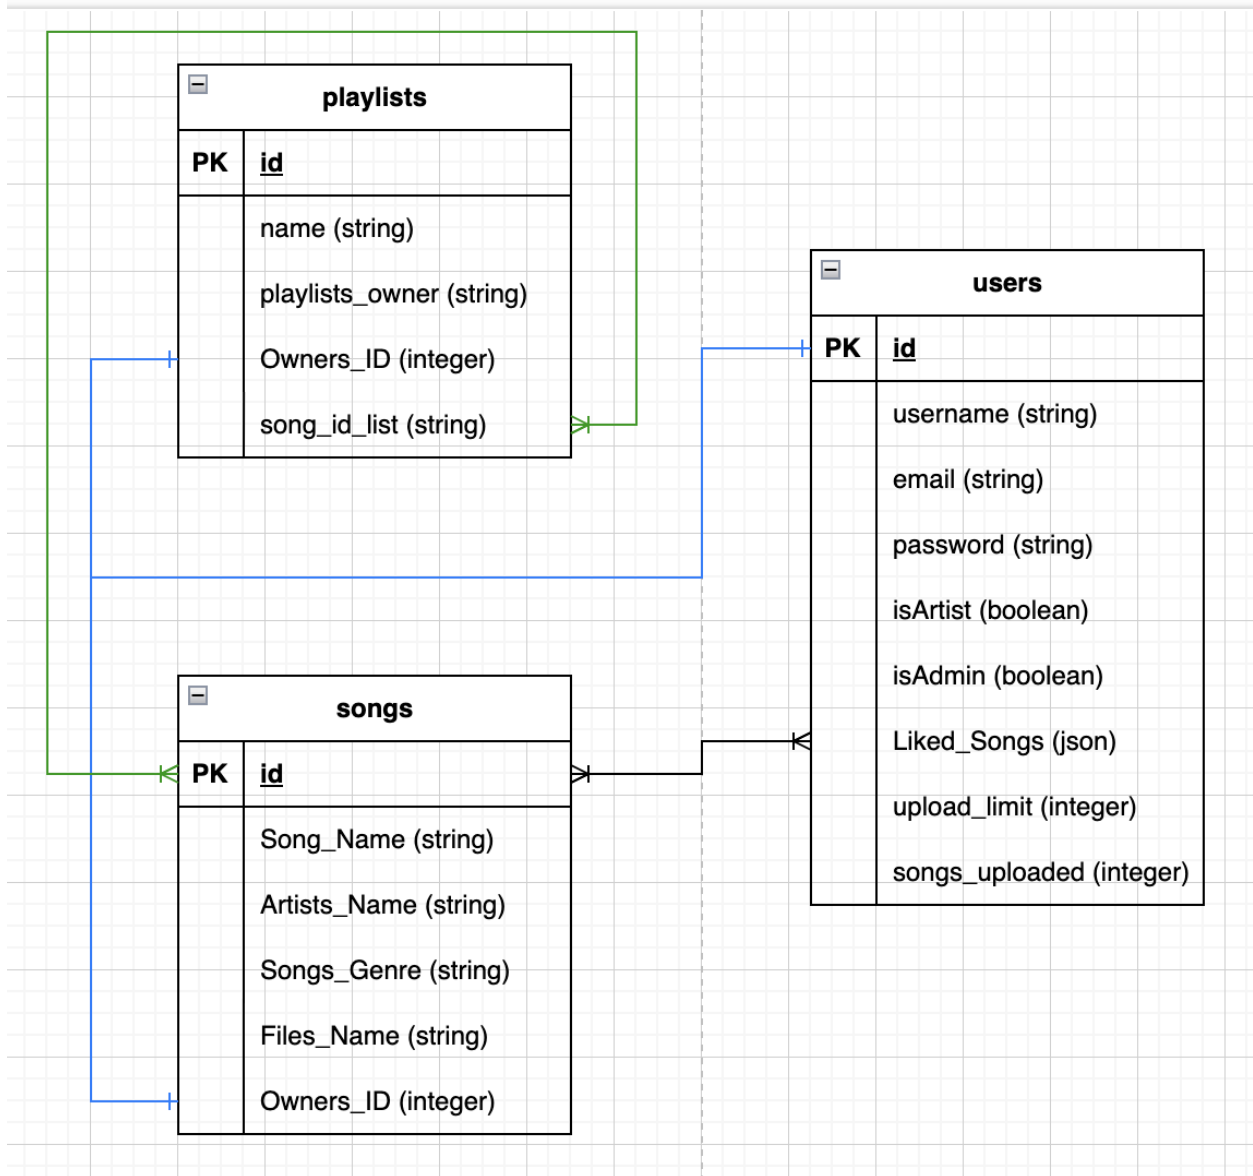 playlists
PK id
name (string)
playlists_owner (string)
Owners_ID (integer)
song_id_list (string)
users
PK id
username (string)
email (string)
password (string)
isArtist (boolean)
isAdmin (boolean)
Liked_Songs (json)
upload_limit (integer)
songs_uploaded (integer)
songs
PK id
Song_Name (string)
Artists_Name (string)
Songs_Genre (string)
Files_Name (string)
Owners_ID (integer)